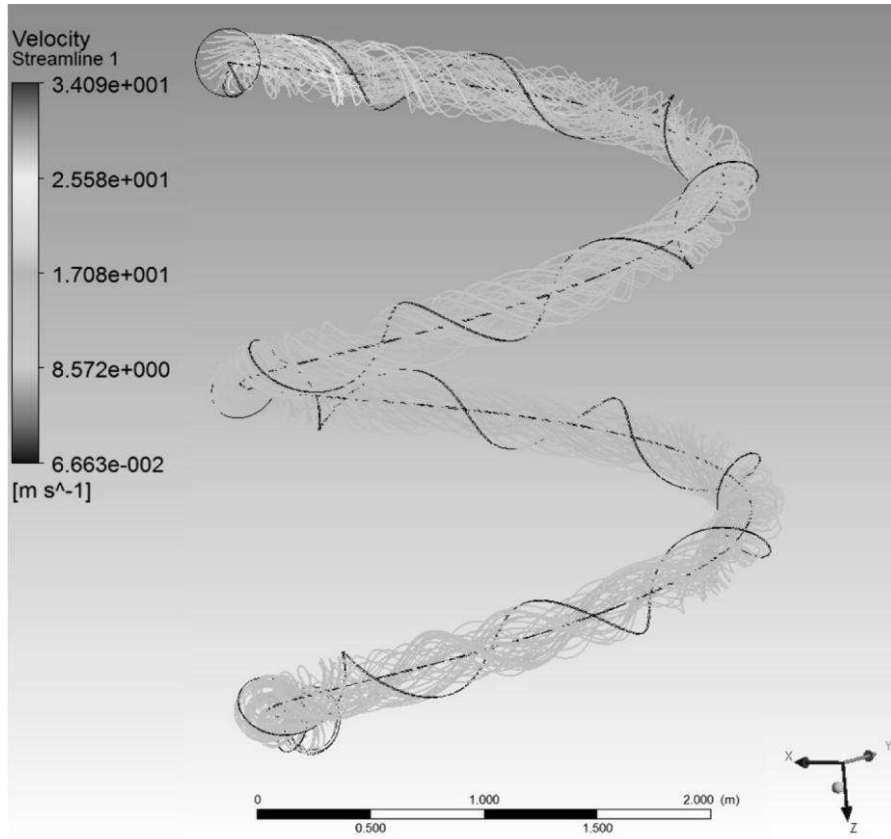 Velocity
Streamline 1
3.409e+001
2.558e+001
1.708e+001
8.572e+000
6.663e-002
[m s^-1]
0 1.000 2.000 (m)
0.500 1.500
X
Y
Z